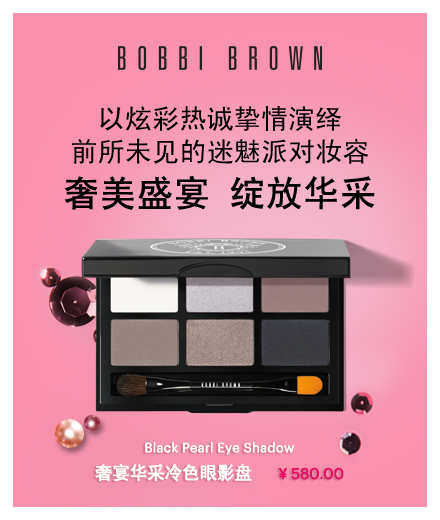 BOBBI BROWN
以炫彩热诚挚情演绎
前所未见的迷魅派对妆容
奢美盛宴 绽放华采
BOBBI BROWN
Black Pearl Eye Shadow
奢宴华采冷色眼影盘 ¥580.00